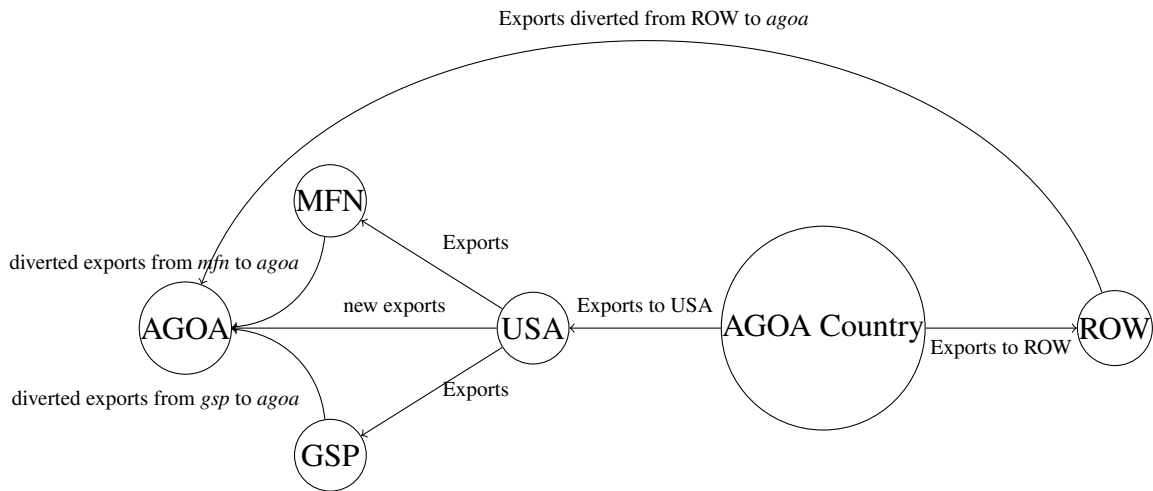 Exports diverted from ROW to agoa
MFN
Exports
diverted exports from mfn to agoa
new exports
Exports to USA
AGOA
USA
AGOA Country
ROW
Exports to ROW
diverted exports from gsp to agoa
Exports
GSP